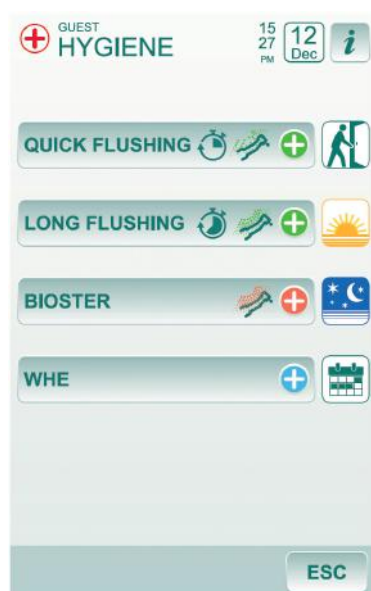 GUEST
HYGIENE
15
27
PM
12
Dec
i
QUICK FLUSHING
LONG FLUSHING
BIOSTER
WHE
ESC